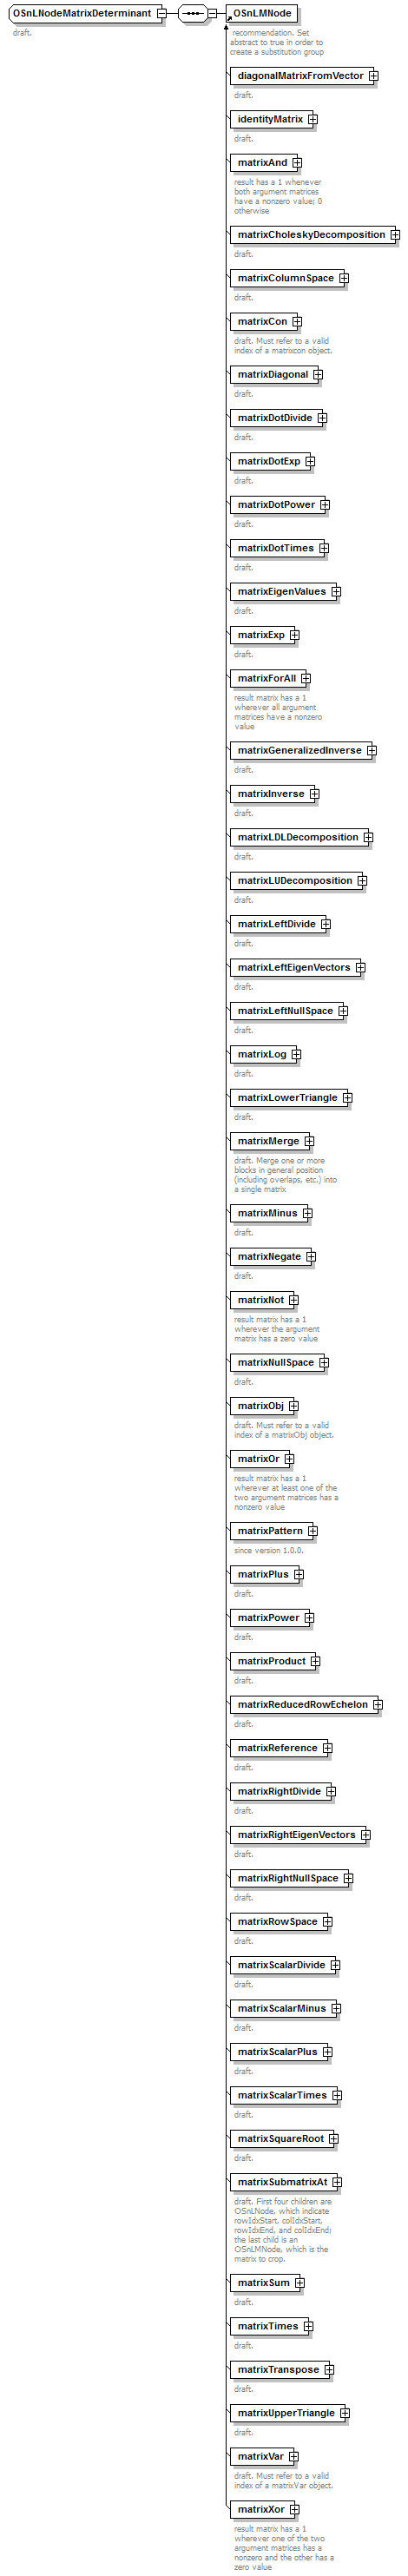 OSnLNodeMatrixDeterminant
draft.
OSnLMNode
recommendation. Set
abstract to true in order to
create a substitution group
diagonalMatrixFromVector
draft.
identityMatrix
draft.
matrixAnd
result has a 1 whenever
both argument matrices
have a nonzero value; 0
otherwise
matrixCholeskyDecomposition
draft.
matrixColumnSpace
draft.
matrixCon
draft. Must refer to a valid
index of a matrixcon object.
matrixDiagonal
draft.
matrixDotDivide
draft.
matrixDotExp
draft.
matrixDotPower
draft.
matrixDotTimes
draft.
matrixEigenValues
draft.
matrixExp
draft.
matrixForAll
result matrix has a 1
wherever all argument
matrices have a nonzero
value
matrixGeneralizedInverse
draft.
matrixInverse
draft.
matrixLDLDecomposition
draft.
matrixLUDecomposition
draft.
matrixLeftDivide
draft.
matrixLeftEigenVectors
draft.
matrixLeftNullSpace
draft.
matrixLog
draft.
matrixLowerTriangle
draft.
matrixMerge
draft. Merge one or more
blocks in general position
(including overlaps, etc.) into
a single matrix
matrixMinus
draft.
matrixNegate
draft.
matrixNot
result matrix has a 1
wherever the argument
matrix has a zero value
matrixNullSpace
draft.
matrixObj
draft. Must refer to a valid
index of a matrixObj object.
matrixOr
result matrix has a 1
wherever at least one of the
two argument matrices has a
nonzero value
matrixPattern
since version 1.0.0.
matrixPlus
draft.
matrixPower
draft.
matrixProduct
draft.
matrixReducedRowEchelon
draft.
matrixReference
draft.
matrixRightDivide
draft.
matrixRightEigenVectors
draft.
matrixRightNullSpace
draft.
matrixRowSpace
draft.
matrixScalarDivide
draft.
matrixScalarMinus
draft.
matrixScalarPlus
draft.
matrixScalarTimes
draft.
matrixSquareRoot
draft.
matrixSubmatrixAt
draft. First four children are
OSnLNode, which indicate
rowIdxStart, colIdxStart,
rowIdxEnd, and colIdxEnd;
the last child is an
OSnLMNode, which is the
matrix to crop.
matrixSum
draft.
matrixTimes
draft.
matrixTranspose
draft.
matrixUpperTriangle
draft.
matrixVar
draft. Must refer to a valid
index of a matrixVar object.
matrixXor
result matrix has a 1
wherever one of the two
argument matrices has a
nonzero and the other has a
zero value